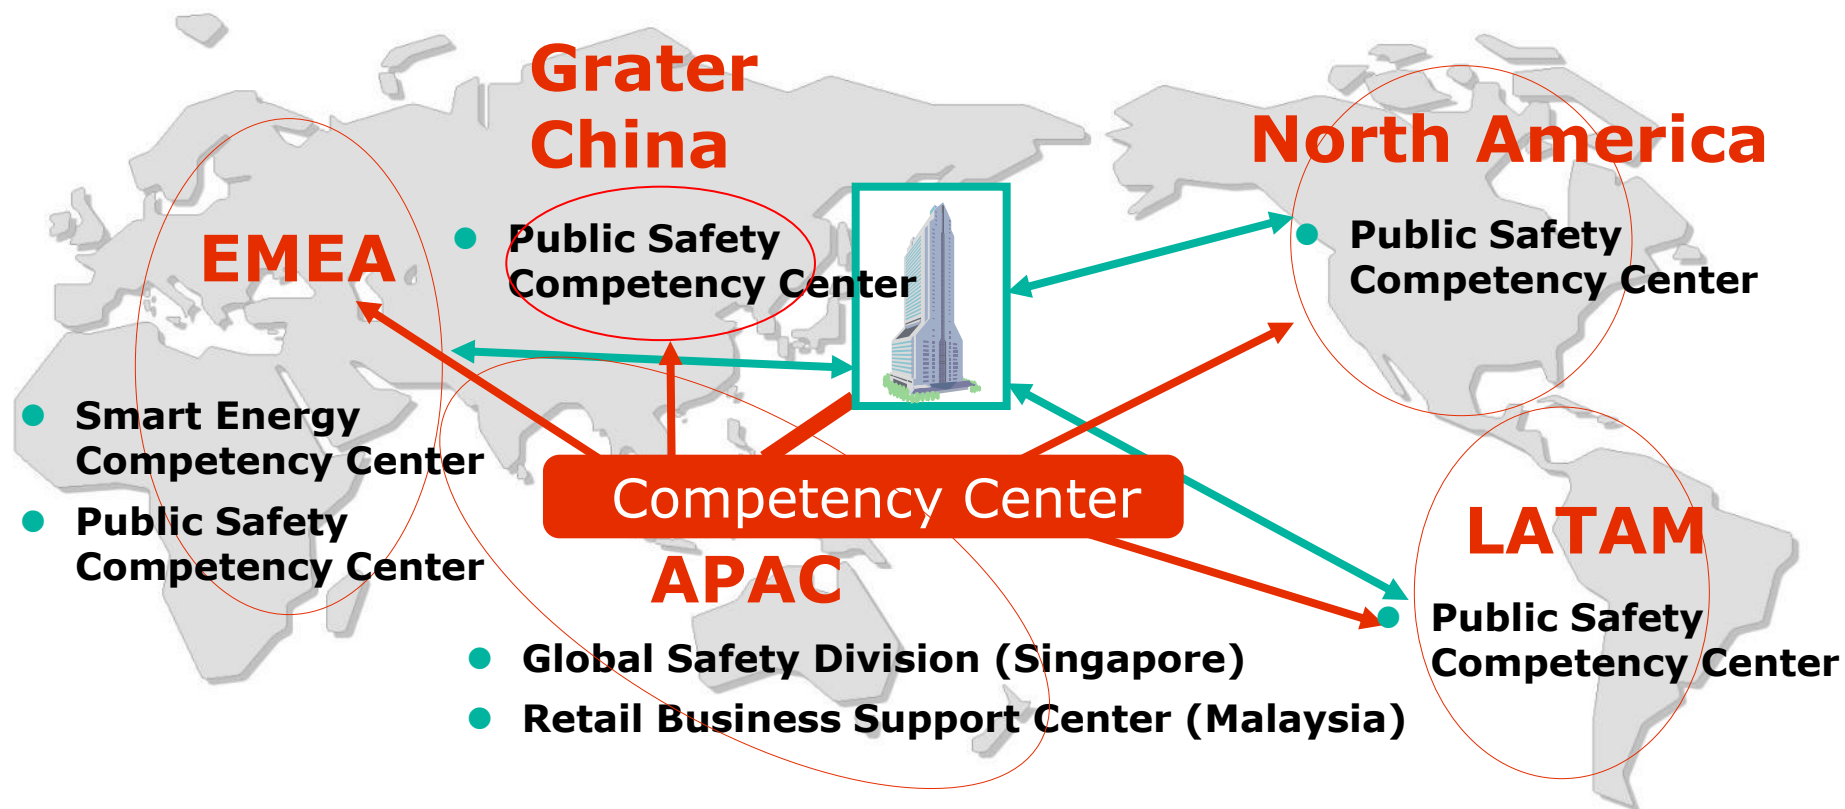 Grater
China
Public Safety
Competency Center
North America
Public Safety
Competency Center
EMEA
Smart Energy
Competency Center
Public Safety
Competency Center
Competency Center
APAC
Global Safety Division (Singapore)
Retail Business Support Center (Malaysia)
LATAM
Public Safety
Competency Center